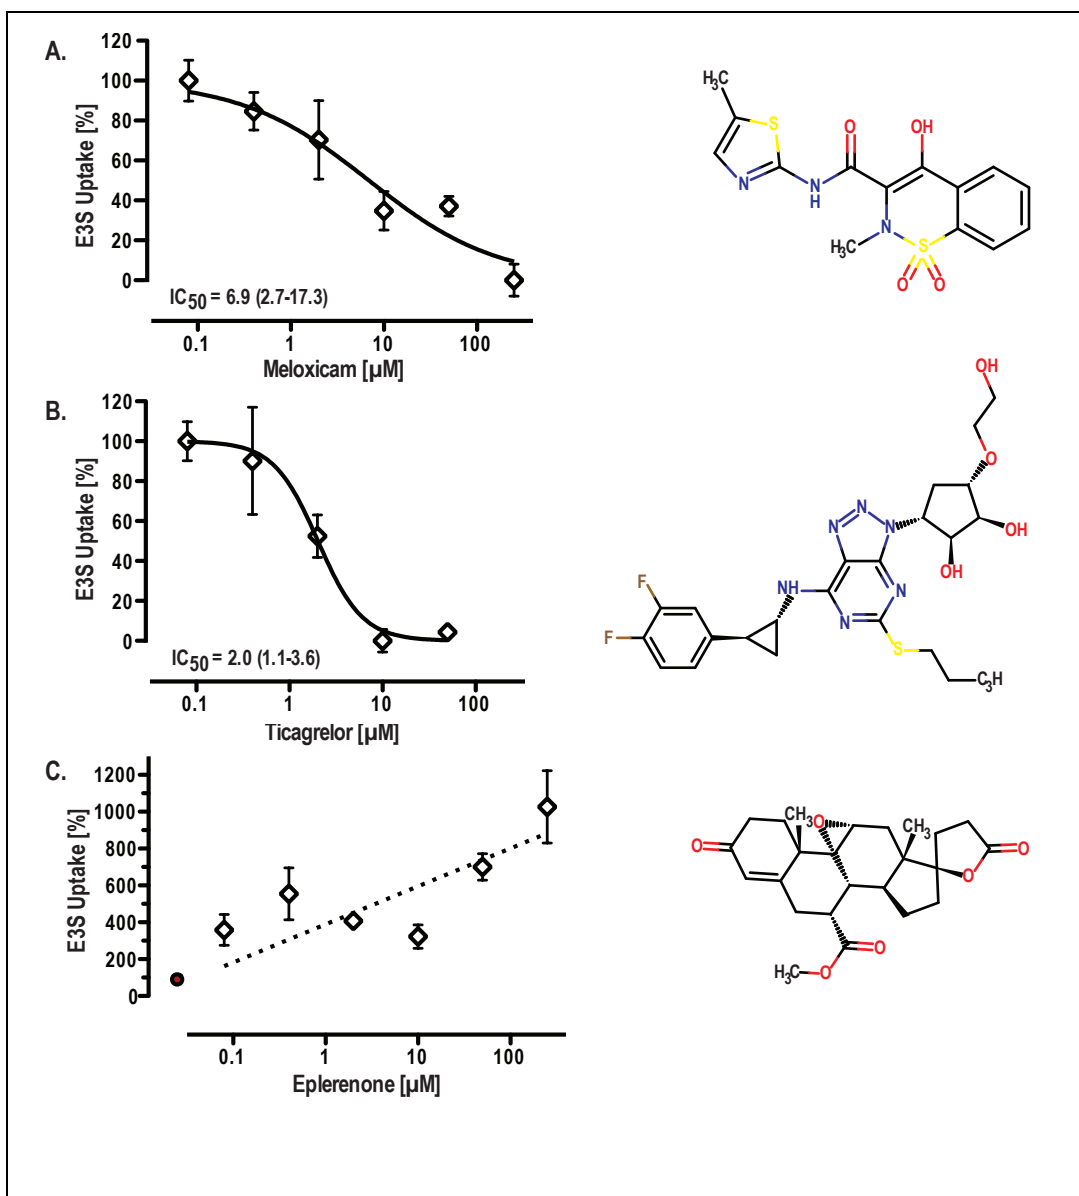 A.
E3S Uptake [%]
120
100
80
60
40
20
0
IC50 = 6.9 (2.7-17.3)
0.1 1 10 100
Meloxicam [µM]
H3C
S
N
N
H
O
OH
N
H3C
S
O O
B.
E3S Uptake [%]
120
100
80
60
40
20
0
IC50 = 2.0 (1.1-3.6)
0.1 1 10 100
Ticagrelor [µM]
OH
O
N
N
N
OH
OH
F
F
NH
N
N
S
C3H
C.
E3S Uptake [%]
1200
1000
800
600
400
200
0
0.1 1 10 100
Eplerenone [µM]
CH3
O
CH3
O
O
O
O
H3C
O